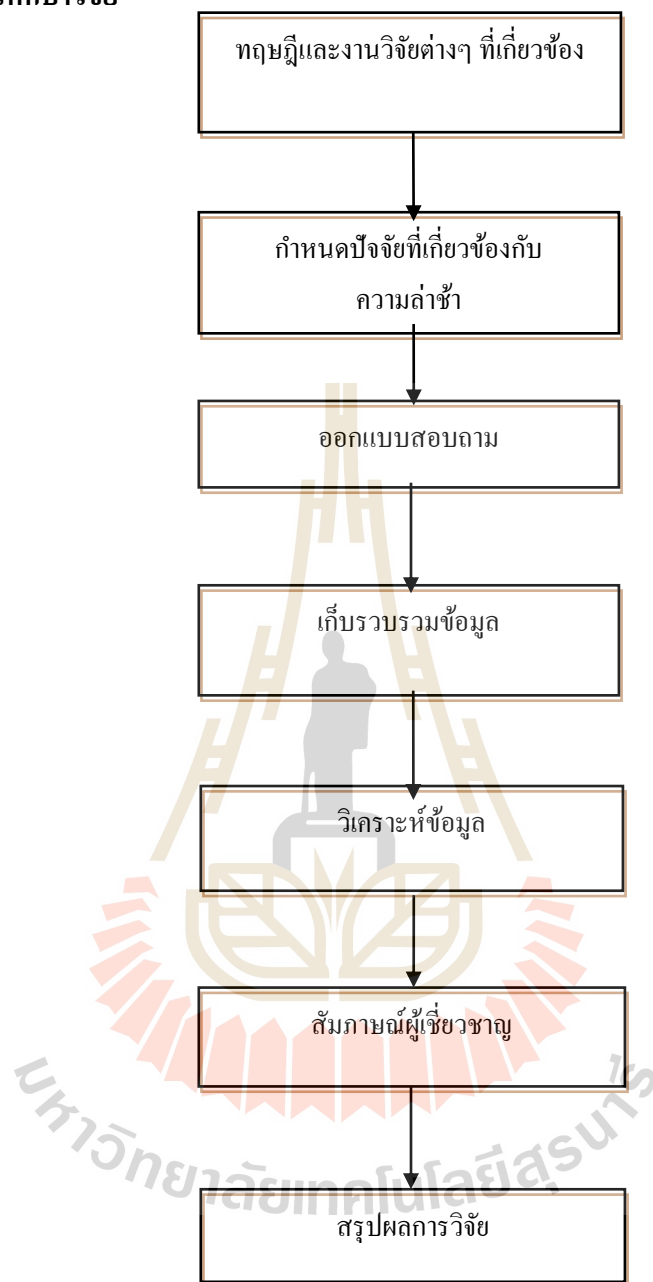 ทฤษฎีและงานวิจัยต่างๆ ที่เกี่ยวข้อง
กำหนดปัจจัยที่เกี่ยวข้องกับ
ความล่าช้า
ออกแบบสอบถาม
เก็บรวบรวมข้อมูล
วิเคราะห์ข้อมูล
สัมภาษณ์ผู้เชี่ยวชาญ
มหาวิทยาลัยเทคโนโลยีสุรนารี
สรุปผลการวิจัย